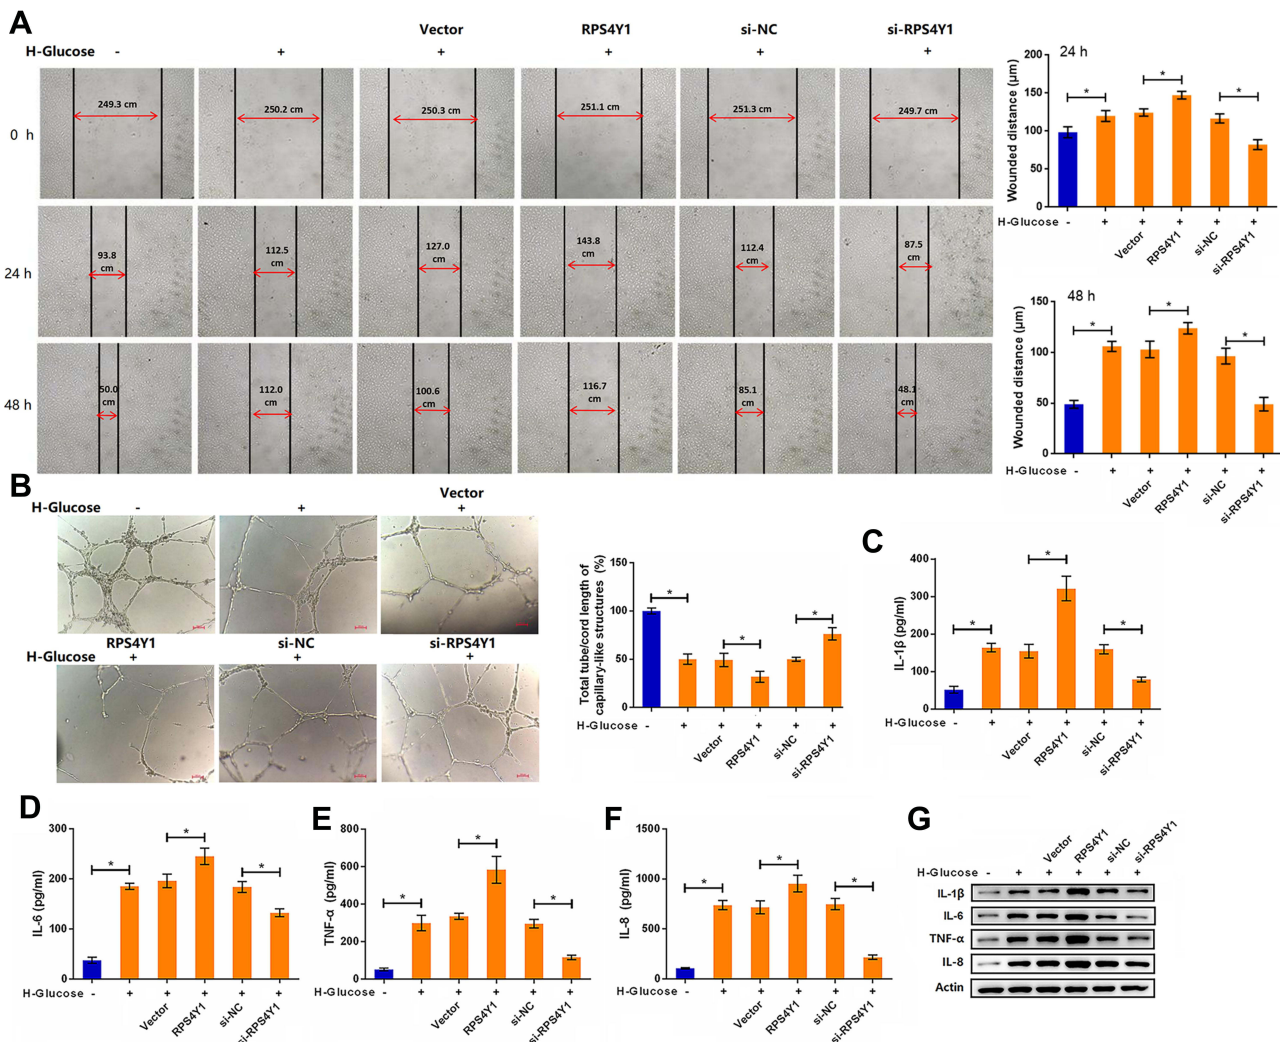 A
Vector RPS4Y1 si-NC si-RPS4Y1
H-Glucose - + + + + +
0 h
249.3 cm 250.2 cm 250.3 cm 251.1 cm 251.3 cm 249.7 cm
24 h
93.8 cm 112.5 cm 127.0 cm 143.8 cm 112.4 cm 87.5 cm
48 h
50.0 cm 112.0 cm 100.6 cm 116.7 cm 85.1 cm 48.1 cm
24 h
Wounded distance (μm)
200
150
100
50
0
* * *
H-Glucose - + + + + +
Vector RPS4Y1 si-NC si-RPS4Y1
48 h
Wounded distance (μm)
150
100
50
0
* * *
H-Glucose - + + + + +
Vector RPS4Y1 si-NC si-RPS4Y1
B
Vector
H-Glucose - + +
RPS4Y1 si-NC si-RPS4Y1
H-Glucose + + +
Total tube/cord length of
capillary-like structures (%)
150
100
50
0
* * *
H-Glucose - + + + + +
Vector RPS4Y1 si-NC si-RPS4Y1
C
IL-1β (pg/ml)
400
300
200
100
0
* * *
H-Glucose - + + + + +
Vector RPS4Y1 si-NC si-RPS4Y1
D
IL-6 (pg/ml)
300
200
100
0
* * *
H-Glucose - + + + + +
Vector RPS4Y1 si-NC si-RPS4Y1
E
TNF-α (pg/ml)
800
600
400
200
0
* * *
H-Glucose - + + + + +
Vector RPS4Y1 si-NC si-RPS4Y1
F
IL-8 (pg/ml)
1500
1000
500
0
* * *
H-Glucose - + + + + +
Vector RPS4Y1 si-NC si-RPS4Y1
G
Vector RPS4Y1 si-NC si-RPS4Y1
H-Glucose - + + + + +
IL-1β
IL-6
TNF-α
IL-8
Actin